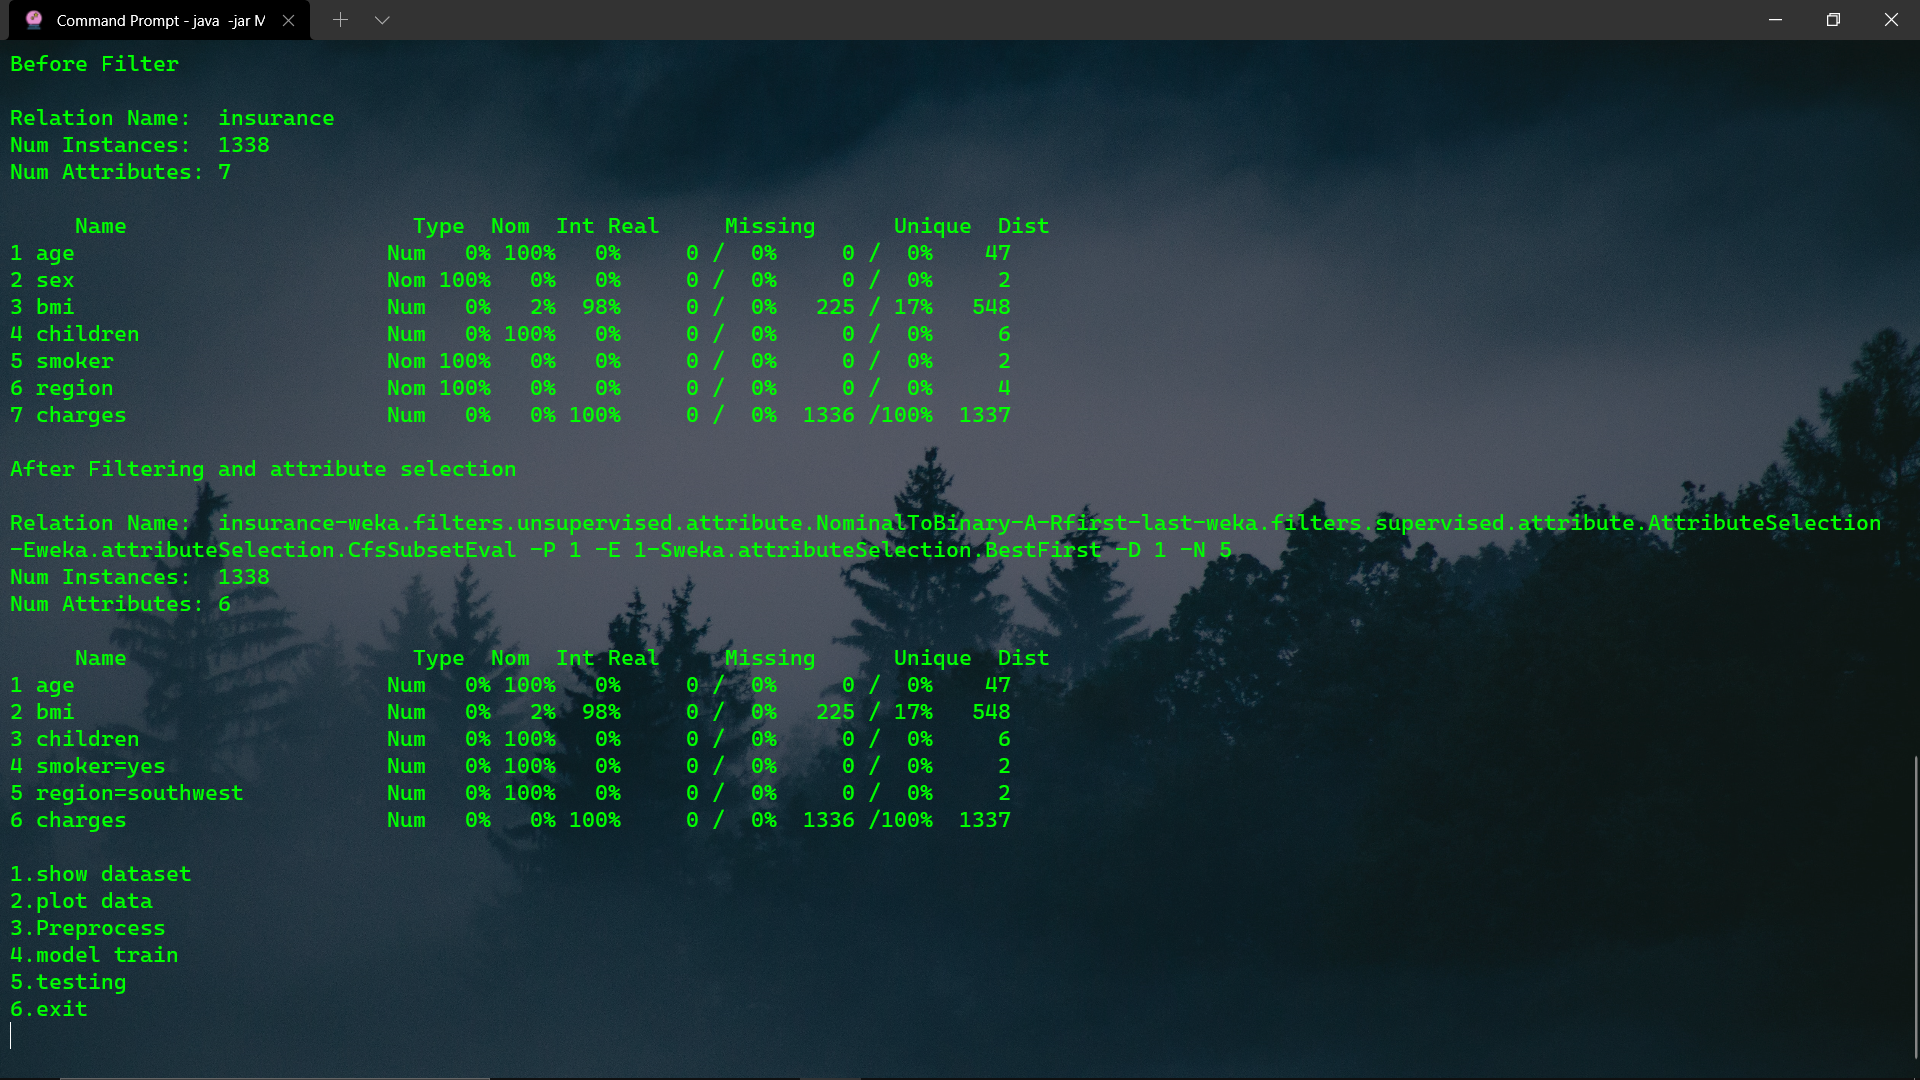 Command Prompt - java -jar M
Before Filter
Relation Name:  insurance
Num Instances:  1338
Num Attributes: 7
     Name                      Type  Nom  Int Real     Missing      Unique  Dist
1 age                        Num   0% 100%   0%     0 /  0%     0 /  0%    47
2 sex                        Nom 100%   0%   0%     0 /  0%     0 /  0%     2
3 bmi                        Num   0%   2%  98%     0 /  0%   225 / 17%   548
4 children                   Num   0% 100%   0%     0 /  0%     0 /  0%     6
5 smoker                     Nom 100%   0%   0%     0 /  0%     0 /  0%     2
6 region                     Nom 100%   0%   0%     0 /  0%     0 /  0%     4
7 charges                    Num   0%   0% 100%     0 /  0%  1336 /100%  1337
After Filtering and attribute selection
Relation Name:  insurance-weka.filters.unsupervised.attribute.NominalToBinary-A-Rfirst-last-weka.filters.supervised.attribute.AttributeSelection
-Eweka.attributeSelection.CfsSubsetEval -P 1 -E 1-Sweka.attributeSelection.BestFirst -D 1 -N 5
Num Instances:  1338
Num Attributes: 6
     Name                      Type  Nom  Int Real     Missing      Unique  Dist
1 age                        Num   0% 100%   0%     0 /  0%     0 /  0%    47
2 bmi                        Num   0%   2%  98%     0 /  0%   225 / 17%   548
3 children                   Num   0% 100%   0%     0 /  0%     0 /  0%     6
4 smoker=yes                 Num   0% 100%   0%     0 /  0%     0 /  0%     2
5 region=southwest           Num   0% 100%   0%     0 /  0%     0 /  0%     2
6 charges                    Num   0%   0% 100%     0 /  0%  1336 /100%  1337
1.show dataset
2.plot data
3.Preprocess
4.model train
5.testing
6.exit